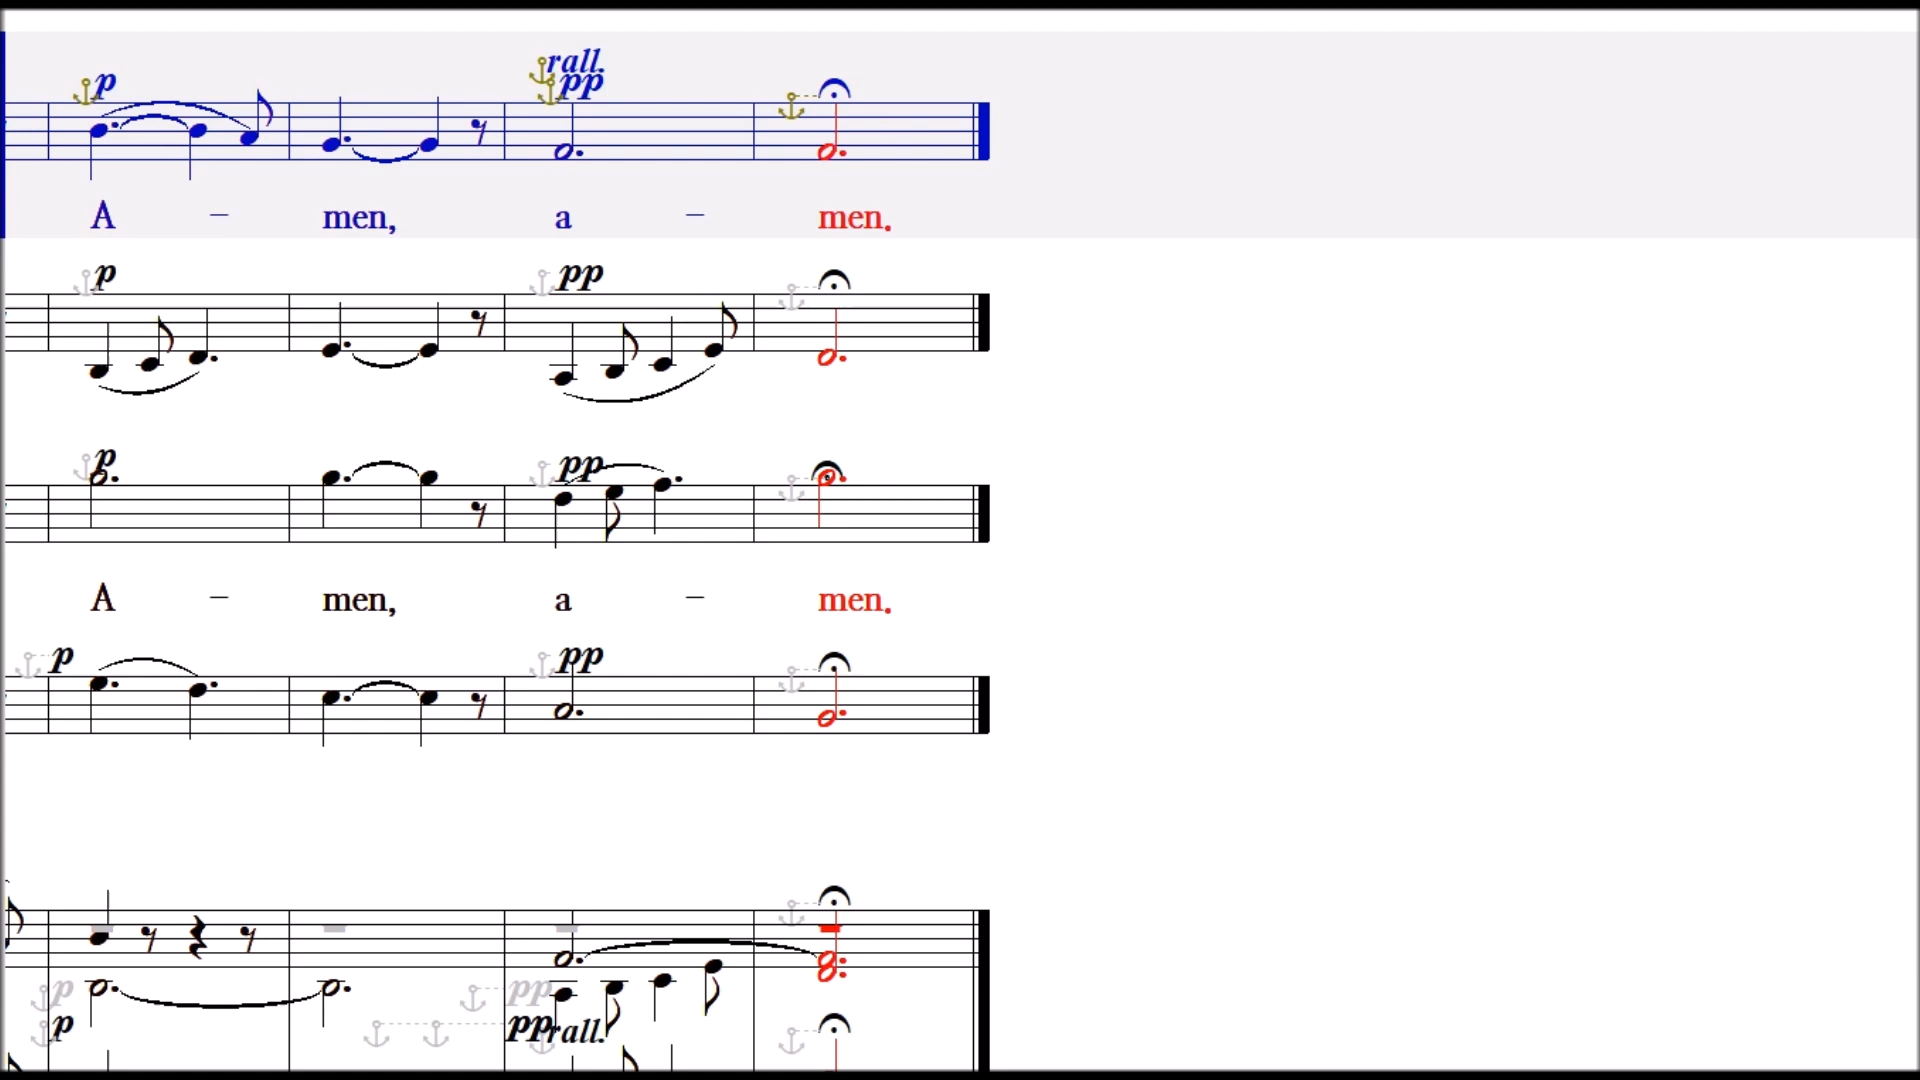 rall.
p pp
A – men, a – men.
p pp
p pp
A – men, a – men.
p pp
p pp
p pp rall.